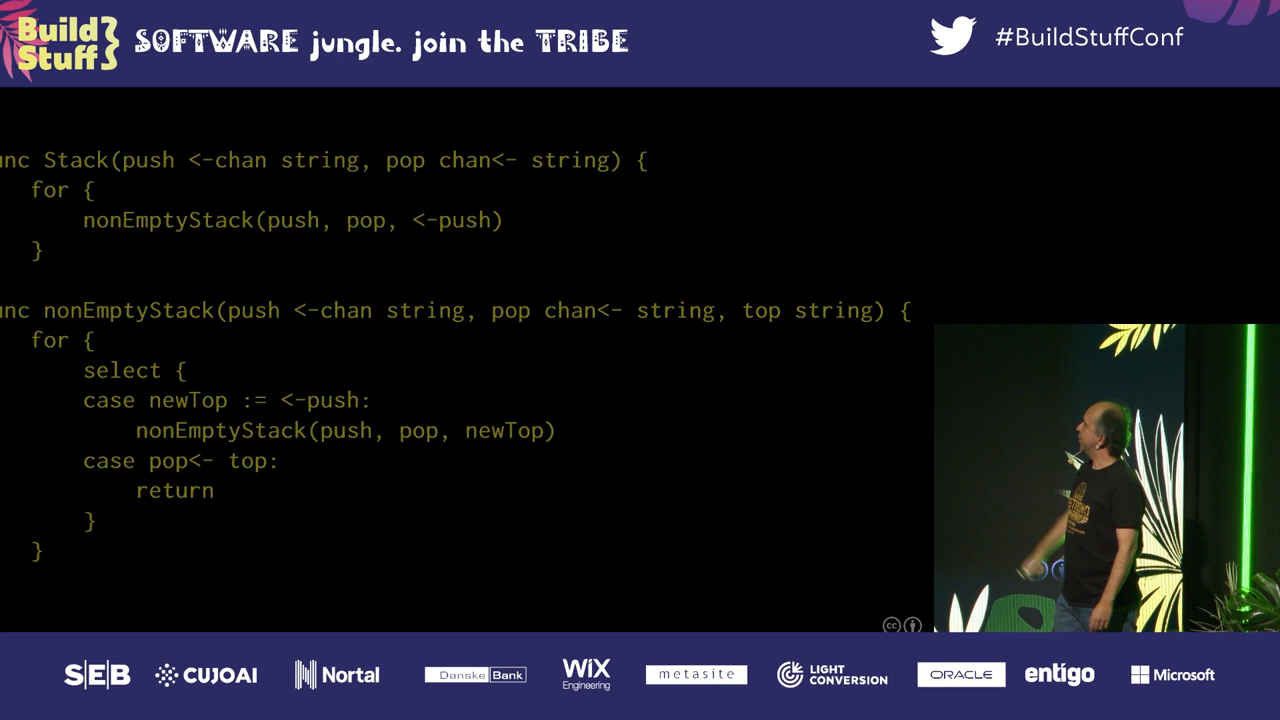 Build
Stuff}
SOFTWARE jungle. join the TRIBE
#BuildStuffConf
unc Stack(push <-chan string, pop chan<- string) {
for {
nonEmptyStack(push, pop, <-push)
}
unc nonEmptyStack(push <-chan string, pop chan<- string, top string) {
for {
select {
case newTop := <-push:
nonEmptyStack(push, pop, newTop)
case pop<- top:
return
}
}
cc
S|E|B CUJOAI Nortal Danske Bank WiX Engineering metasite LIGHT CONVERSION ORACLE entigo Microsoft